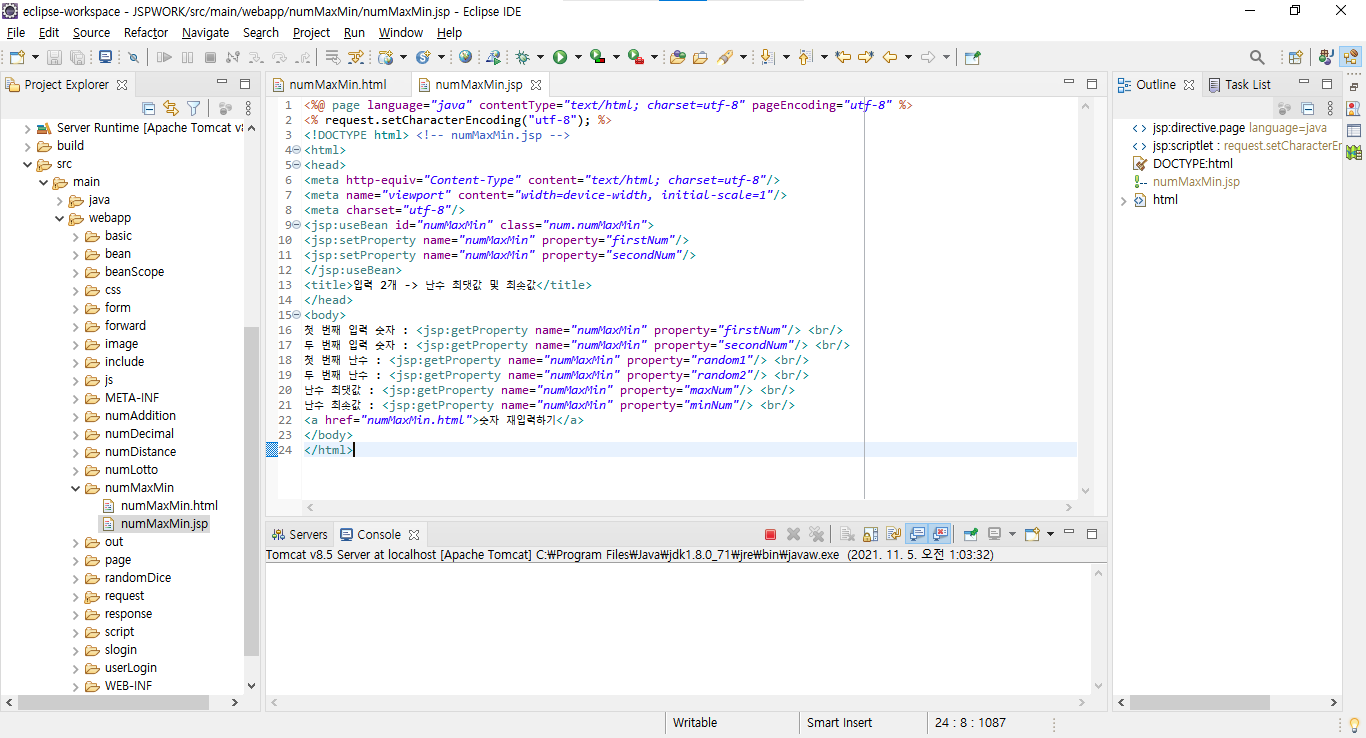 eclipse-workspace - JSPWORK/src/main/webapp/numMaxMin/numMaxMin.jsp - Eclipse IDE
File Edit Source Refactor Navigate Search Project Run Window Help
Project Explorer
Server Runtime [Apache Tomcat v8
build
src
main
java
webapp
basic
bean
beanScope
css
form
forward
image
include
js
META-INF
numAddition
numDecimal
numDistance
numLotto
numMaxMin
numMaxMin.html
numMaxMin.jsp
out
page
randomDice
request
response
script
slogin
userLogin
WEB-INF
numMaxMin.html numMaxMin.jsp
1 <%@ page language="java" contentType="text/html; charset=utf-8" pageEncoding="utf-8" %>
2 <% request.setCharacterEncoding("utf-8"); %>
3 <!DOCTYPE html> <!-- numMaxMin.jsp -->
4 <html>
5 <head>
6 <meta http-equiv="Content-Type" content="text/html; charset=utf-8"/>
7 <meta name="viewport" content="width=device-width, initial-scale=1"/>
8 <meta charset="utf-8"/>
9 <jsp:useBean id="numMaxMin" class="num.numMaxMin">
10 <jsp:setProperty name="numMaxMin" property="firstNum"/>
11 <jsp:setProperty name="numMaxMin" property="secondNum"/>
12 </jsp:useBean>
13 <title>입력 2개 -> 난수 최댓값 및 최솟값</title>
14 </head>
15 <body>
16 첫 번째 입력 숫자 : <jsp:getProperty name="numMaxMin" property="firstNum"/> <br/>
17 두 번째 입력 숫자 : <jsp:getProperty name="numMaxMin" property="secondNum"/> <br/>
18 첫 번째 난수 : <jsp:getProperty name="numMaxMin" property="random1"/> <br/>
19 두 번째 난수 : <jsp:getProperty name="numMaxMin" property="random2"/> <br/>
20 난수 최댓값 : <jsp:getProperty name="numMaxMin" property="maxNum"/> <br/>
21 난수 최솟값 : <jsp:getProperty name="numMaxMin" property="minNum"/> <br/>
22 <a href="numMaxMin.html">숫자 재입력하기</a>
23 </body>
24 </html>
Servers Console
Tomcat v8.5 Server at localhost [Apache Tomcat] C:₩Program Files₩Java₩jdk1.8.0_71₩jre₩bin₩javaw.exe (2021. 11. 5. 오전 1:03:32)
Outline Task List
jsp:directive.page language=java
jsp:scriptlet : request.setCharacterEr
DOCTYPE:html
numMaxMin.jsp
html
Writable Smart Insert 24 : 8 : 1087